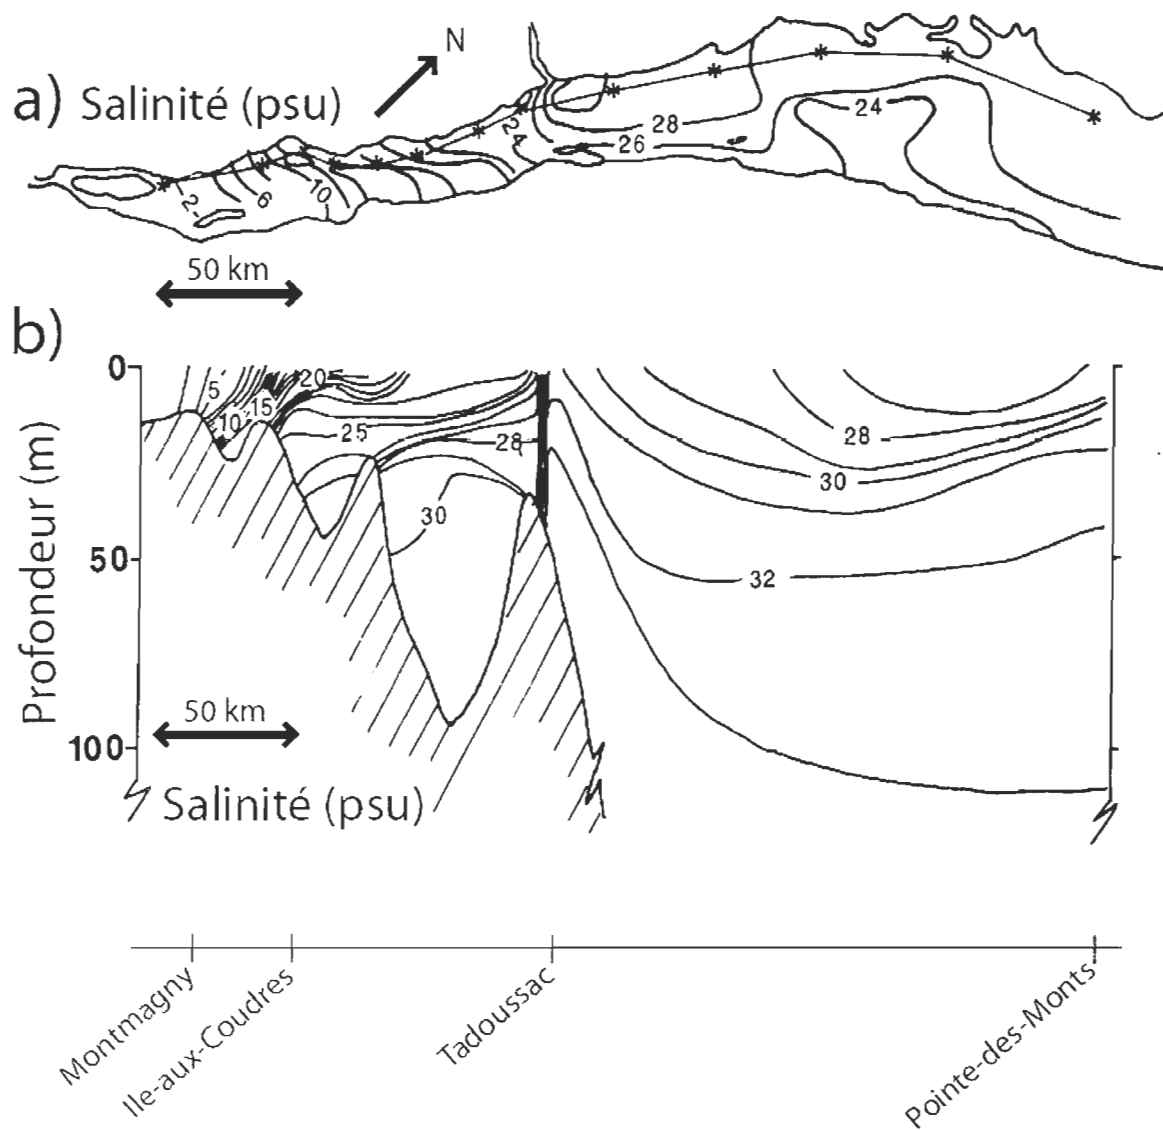 N
a) Salinité (psu)
24
28
24
26
2
6
10
50 km
b)
0
5
10
15
20
25
28
28
30
30
50
32
Profondeur (m)
50 km
100
Salinité (psu)
Montmagny
Ile-aux-Coudres
Tadoussac
Pointe-des-Monts